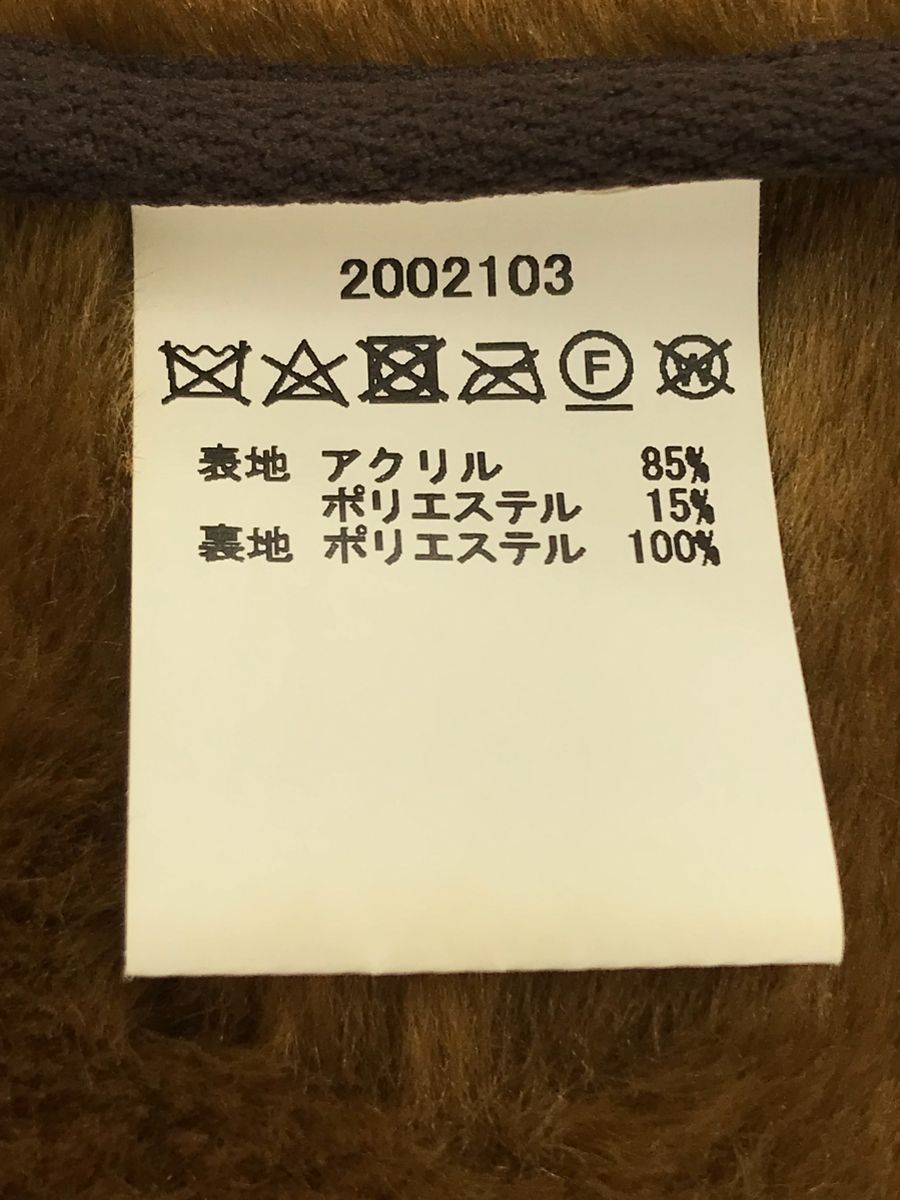 2002103
F W
表地 アクリル 85%
ポリエステル 15%
裏地 ポリエステル 100%